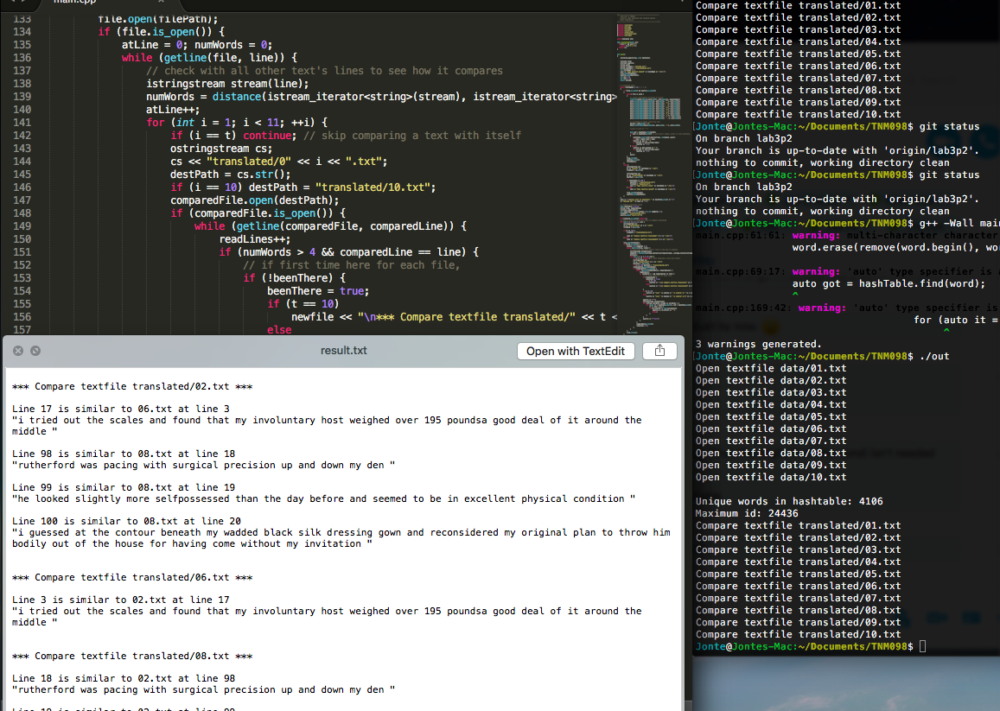 main.cpp
133 file.open(filePath);
134 if (file.is_open()) {
135 atLine = 0; numWords = 0;
136 while (getline(file, line)) {
137 // check with all other text's lines to see how it compares
138 istringstream stream(line);
139 numWords = distance(istream_iterator<string>(stream), istream_iterator<string>
140 atLine++;
141 for (int i = 1; i < 11; ++i) {
142 if (i == t) continue; // skip comparing a text with itself
143 ostringstream cs;
144 cs << "translated/0" << i << ".txt";
145 destPath = cs.str();
146 if (i == 10) destPath = "translated/10.txt";
147 comparedFile.open(destPath);
148 if (comparedFile.is_open()) {
149 while (getline(comparedFile, comparedLine)) {
150 readLines++;
151 if (numWords > 4 && comparedLine == line) {
152 // if first time here for each file,
153 if (!beenThere) {
154 beenThere = true;
155 if (t == 10)
156 newfile << "\n*** Compare textfile translated/" << t <
157 else
result.txt
Open with TextEdit
*** Compare textfile translated/02.txt ***
Line 17 is similar to 06.txt at line 3
"i tried out the scales and found that my involuntary host weighed over 195 poundsa good deal of it around the
middle "
Line 98 is similar to 08.txt at line 18
"rutherford was pacing with surgical precision up and down my den "
Line 99 is similar to 08.txt at line 19
"he looked slightly more selfpossessed than the day before and seemed to be in excellent physical condition "
Line 100 is similar to 08.txt at line 20
"i guessed at the contour beneath my wadded black silk dressing gown and reconsidered my original plan to throw him
bodily out of the house for having come without my invitation "
*** Compare textfile translated/06.txt ***
Line 3 is similar to 02.txt at line 17
"i tried out the scales and found that my involuntary host weighed over 195 poundsa good deal of it around the
middle "
*** Compare textfile translated/08.txt ***
Line 18 is similar to 02.txt at line 98
"rutherford was pacing with surgical precision up and down my den "
Compare textfile translated/01.txt
Compare textfile translated/02.txt
Compare textfile translated/03.txt
Compare textfile translated/04.txt
Compare textfile translated/05.txt
Compare textfile translated/06.txt
Compare textfile translated/07.txt
Compare textfile translated/08.txt
Compare textfile translated/09.txt
Compare textfile translated/10.txt
[Jonte@Jontes-Mac:~/Documents/TNM098$ git status
On branch lab3p2
Your branch is up-to-date with 'origin/lab3p2'.
nothing to commit, working directory clean
[Jonte@Jontes-Mac:~/Documents/TNM098$ git status
On branch lab3p2
Your branch is up-to-date with 'origin/lab3p2'.
nothing to commit, working directory clean
[Jonte@Jontes-Mac:~/Documents/TNM098$ g++ -Wall mai
main.cpp:61:61: warning: multi-character character
word.erase(remove(word.begin(), wo
main.cpp:69:17: warning: 'auto' type specifier is a
auto got = hashTable.find(word);
^
main.cpp:169:42: warning: 'auto' type specifier is
for (auto it =
^
3 warnings generated.
[Jonte@Jontes-Mac:~/Documents/TNM098$ ./out
Open textfile data/01.txt
Open textfile data/02.txt
Open textfile data/03.txt
Open textfile data/04.txt
Open textfile data/05.txt
Open textfile data/06.txt
Open textfile data/07.txt
Open textfile data/08.txt
Open textfile data/09.txt
Open textfile data/10.txt
Unique words in hashtable: 4106
Maximum id: 24436
Compare textfile translated/01.txt
Compare textfile translated/02.txt
Compare textfile translated/03.txt
Compare textfile translated/04.txt
Compare textfile translated/05.txt
Compare textfile translated/06.txt
Compare textfile translated/07.txt
Compare textfile translated/08.txt
Compare textfile translated/09.txt
Compare textfile translated/10.txt
Jonte@Jontes-Mac:~/Documents/TNM098$